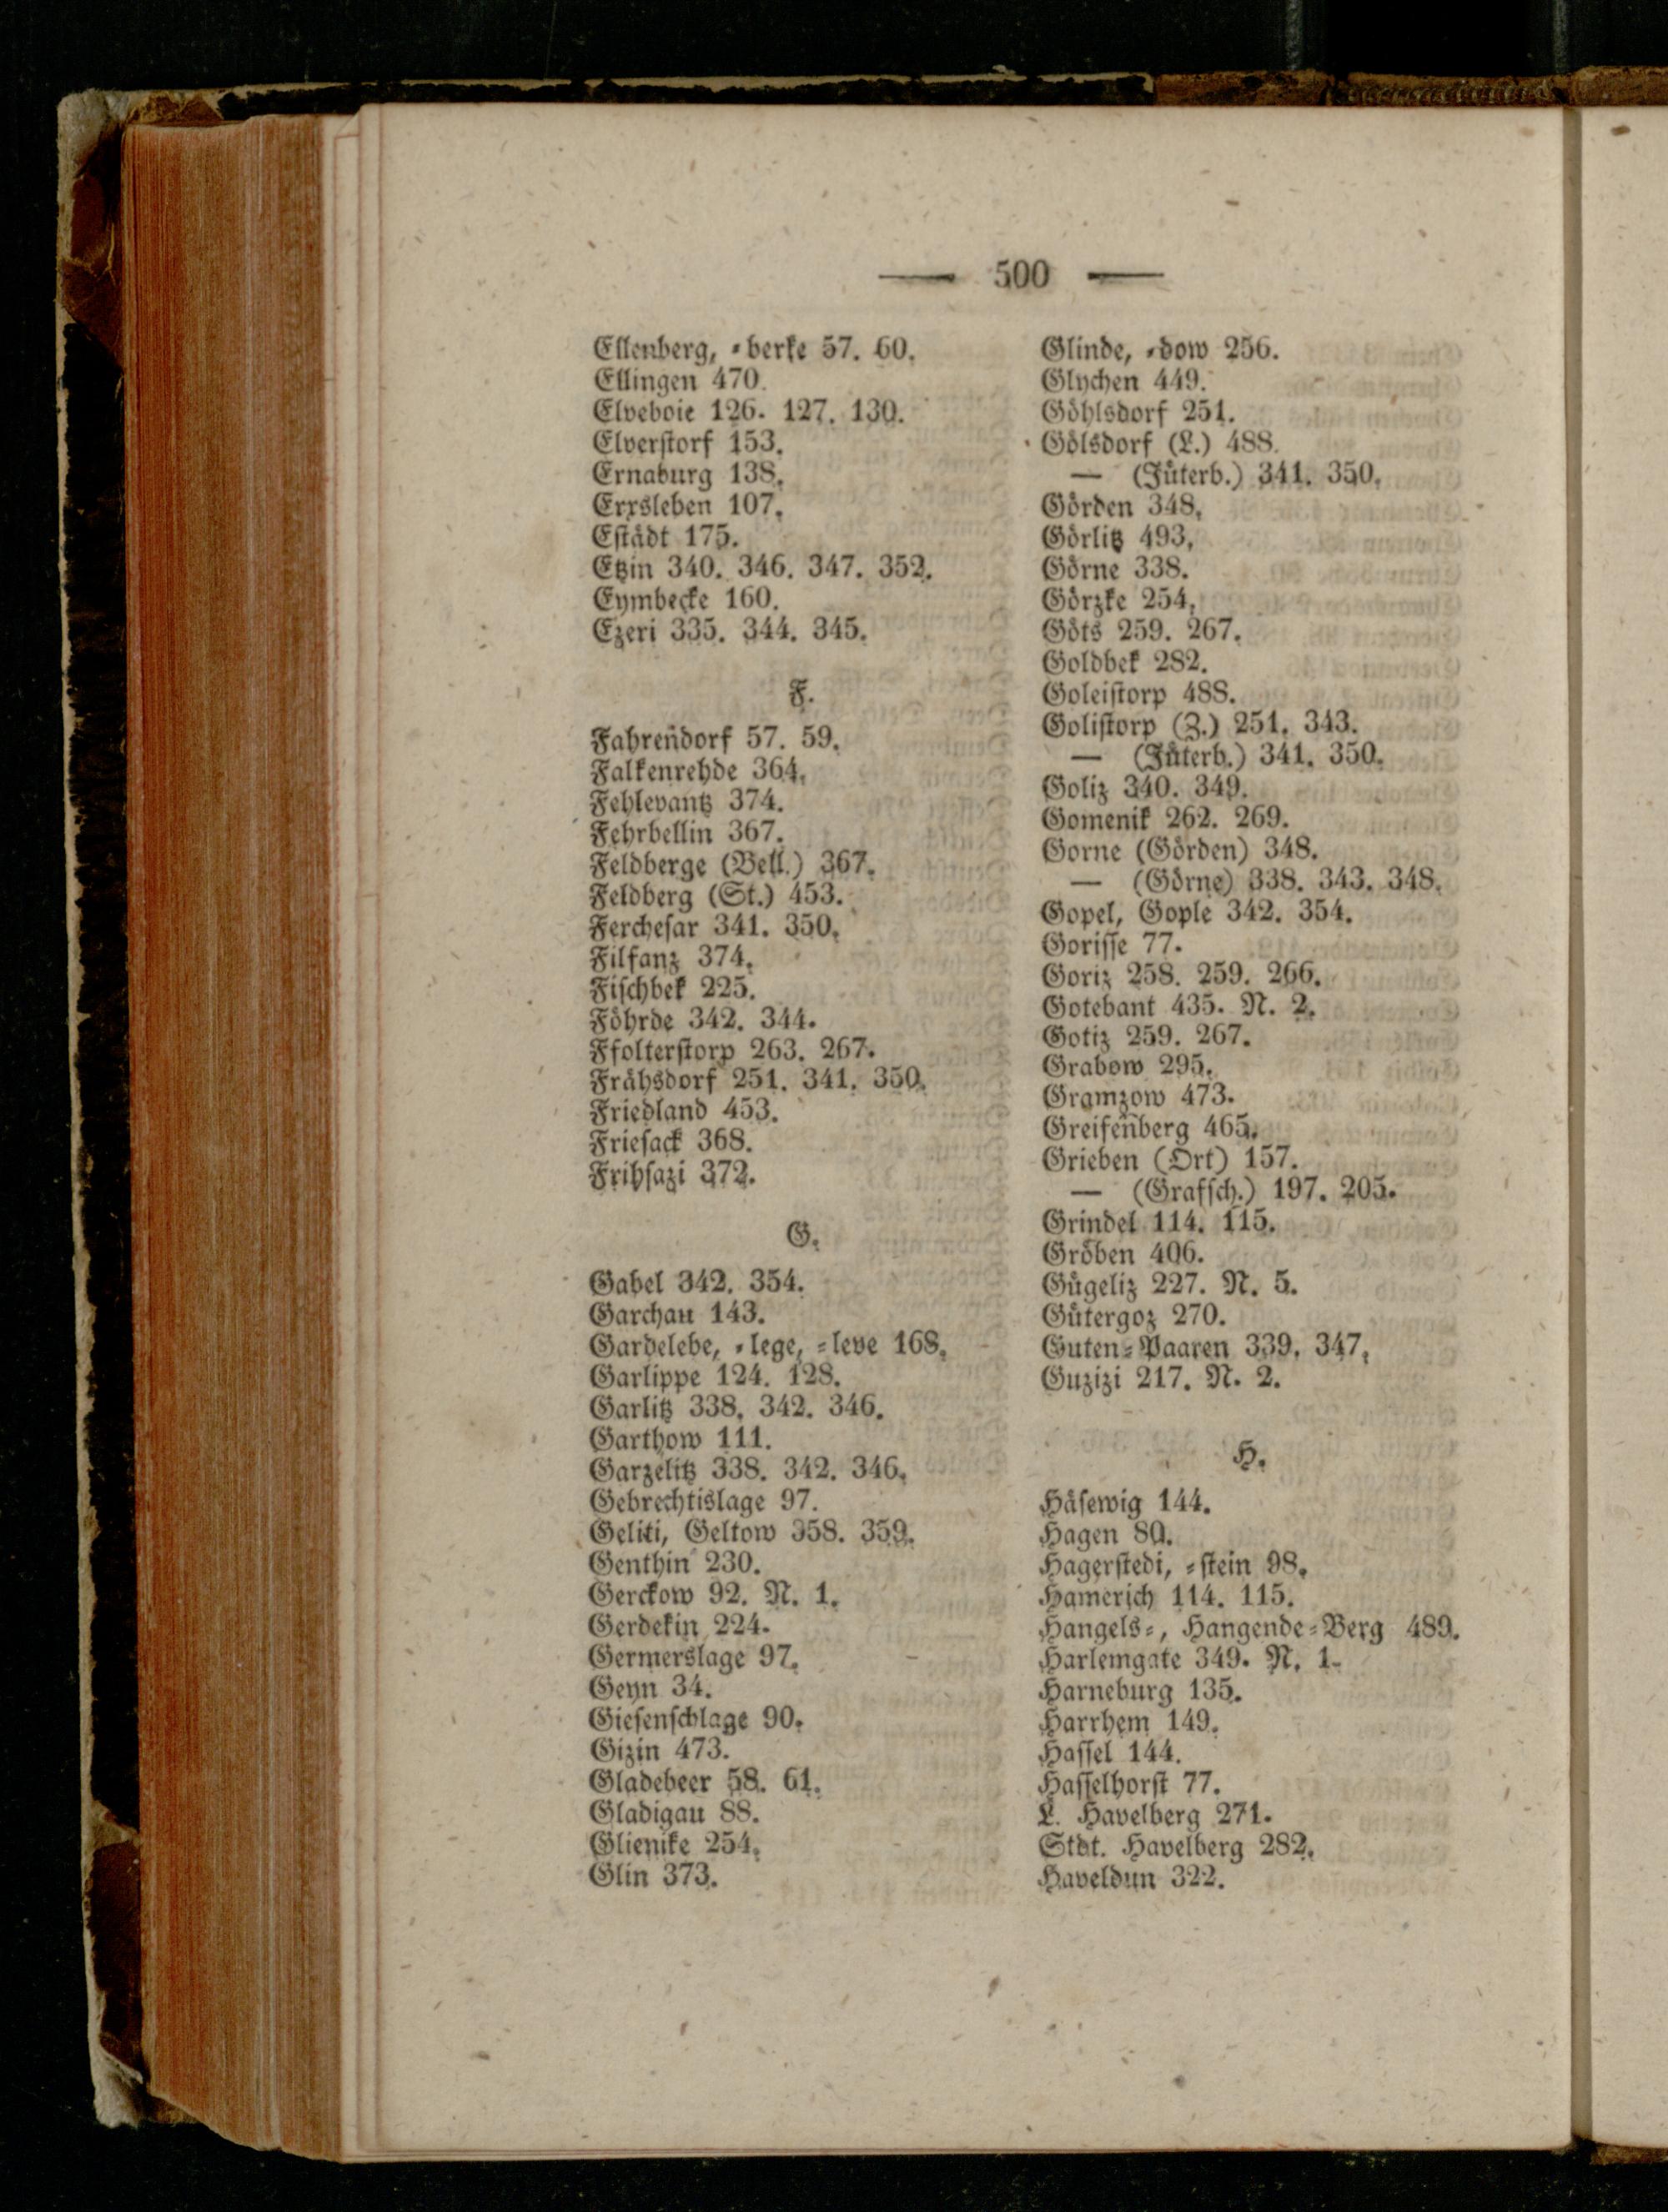 — 500 —
Ellenberg, ⸗berke 57. 60.
Ellingen 470.
Elveboie 126. 127. 130.
Elverstorf 153.
Ernaburg 138.
Erxsleben 107.
Estädt 175.
Etzin 340. 346. 347. 352.
Eymbecke 160.
Ezeri 335. 344. 345.
F.
Fahrendorf 57. 59.
Falkenrehde 364.
Fehlevantz 374.
Fehrbellin 367.
Feldberge (Bell.) 367.
Feldberg (St.) 453.
Ferchesar 341. 350.
Filfanz 374.
Fischbek 225.
Föhrde 342. 344.
Ffolterstorp 263. 267.
Frähsdorf 251. 341. 350.
Friedland 453.
Friesack 368.
Frihsazi 372.
G.
Gabel 342. 354.
Garchau 143.
Gardelebe, ⸗lege, ⸗leve 168.
Garlippe 124. 128.
Garlitz 338. 342. 346.
Garthow 111.
Garzelitz 338. 342. 346.
Gebrechtislage 97.
Geliti, Geltow 358. 359.
Genthin 230.
Gerckow 92. N. 1.
Gerdekin 224.
Germerslage 97.
Geyn 34.
Giesenschlage 90.
Gizin 473.
Gladebeer 58. 61.
Gladigau 88.
Glienike 254.
Glin 373.
Glinde, ⸗dow 256.
Glychen 449.
Göhlsdorf 251.
Gölsdorf (L.) 488.
— (Jüterb.) 341. 350.
Görden 348.
Görlitz 493.
Görne 338.
Görzke 254.
Göts 259. 267.
Goldbek 282.
Goleistorp 488.
Golistorp (Z.) 251. 343.
— (Jüterb.) 341. 350.
Goliz 340. 349.
Gomenik 262. 269.
Gorne (Görden) 348.
— (Görne) 338. 343. 348.
Gopel, Gople 342. 354.
Gorisse 77.
Goriz 258. 259. 266.
Gotebant 435. N. 2.
Gotiz 259. 267.
Grabow 295.
Gramzow 473.
Greifenberg 465.
Grieben (Ort) 157.
— (Grafsch.) 197. 205.
Grindel 114. 115.
Gröben 406.
Gügeliz 227. N. 5.
Gütergoz 270.
Guten⸗Paaren 339. 347.
Guzizi 217. N. 2.
H.
Häsewig 144.
Hagen 80.
Hagerstedi, ⸗stein 98.
Hamerich 114. 115.
Hangels⸗, Hangende⸗Berg 489.
Harlemgate 349. N. 1.
Harneburg 135.
Harrhem 149.
Hassel 144.
Hasselhorst 77.
L. Havelberg 271.
Stdt. Havelberg 282.
Haveldun 322.